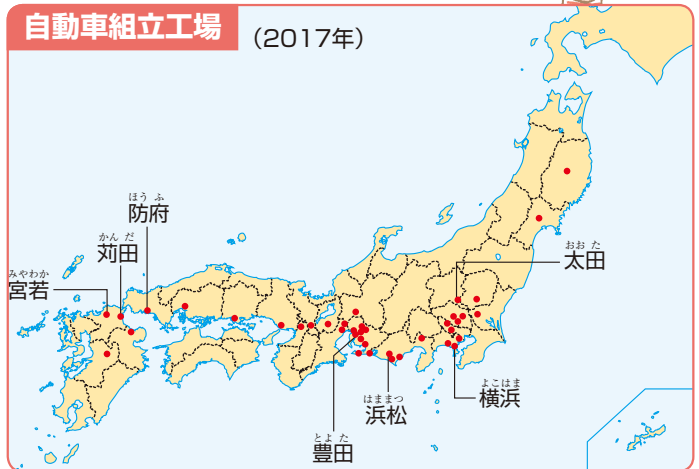 自動車組立工場
(2017年)
ほうふ
防府
かんだ
苅田
みやわか
宮若
おおた
太田
よこはま
横浜
はままつ
浜松
とよた
豊田